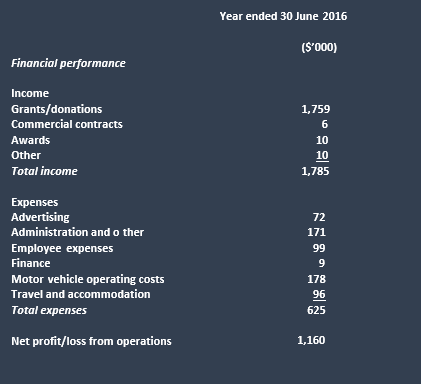 Year ended 30 June 2016
($'000)
Financial performance
Income
Grants/donations 1,759
Commercial contracts 6
Awards 10
Other 10
Total income 1,785
Expenses
Advertising 72
Administration and o ther 171
Employee expenses 99
Finance 9
Motor vehicle operating costs 178
Travel and accommodation 96
Total expenses 625
Net profit/loss from operations 1,160